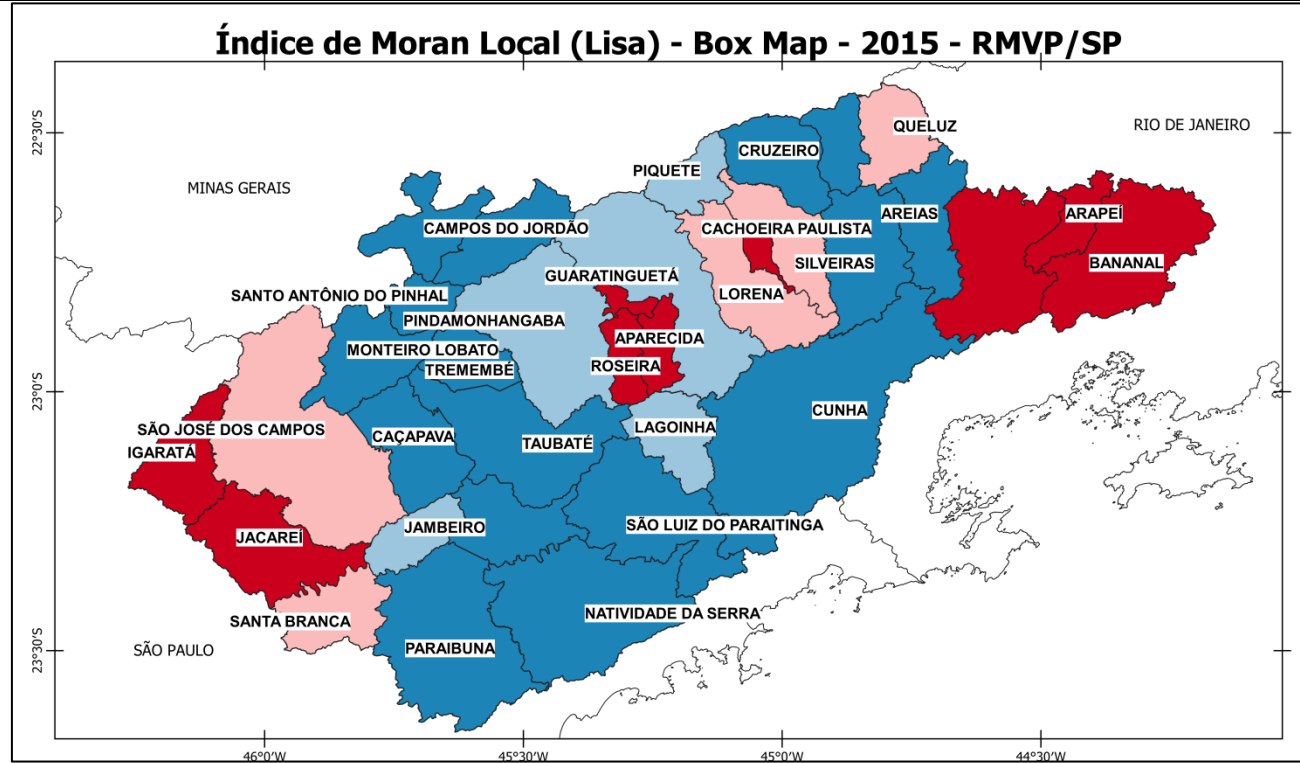 Índice de Moran Local (Lisa) - Box Map - 2015 - RMVP/SP
22°30'S
23°0'S
23°30'S
MINAS GERAIS
RIO DE JANEIRO
SÃO PAULO
QUELUZ
CRUZEIRO
PIQUETE
AREIAS
ARAPEÍ
CAMPOS DO JORDÃO
CACHOEIRA PAULISTA
BANANAL
SILVEIRAS
GUARATINGUETÁ
SANTO ANTÔNIO DO PINHAL
LORENA
PINDAMONHANGABA
APARECIDA
MONTEIRO LOBATO
ROSEIRA
TREMEMBÉ
CUNHA
SÃO JOSÉ DOS CAMPOS
LAGOINHA
CAÇAPAVA
TAUBATÉ
IGARATÁ
JAMBEIRO
SÃO LUIZ DO PARAITINGA
JACAREÍ
NATIVIDADE DA SERRA
SANTA BRANCA
PARAIBUNA
46°0'W
45°30'W
45°0'W
44°30'W